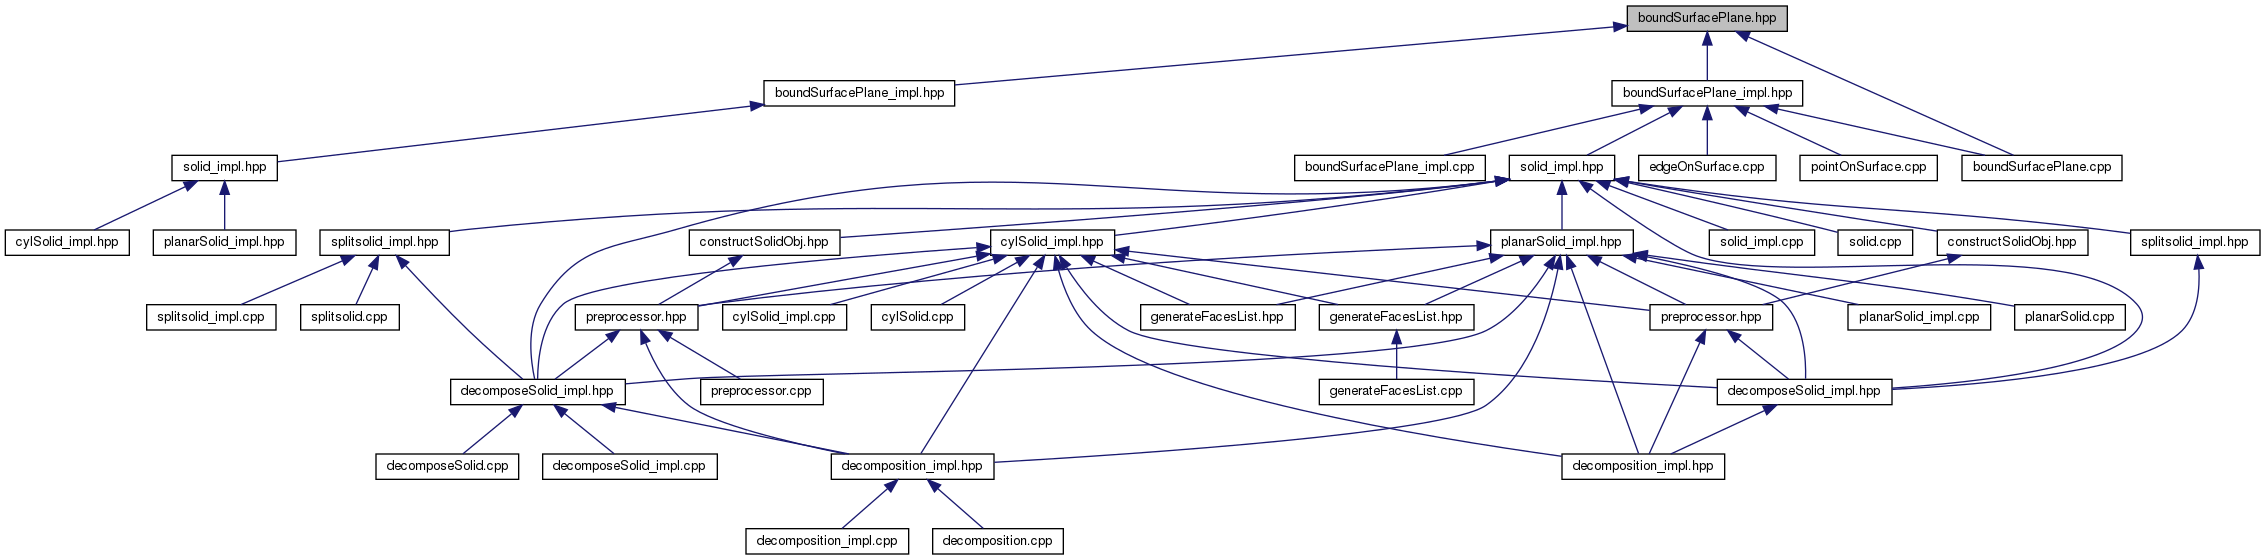 boundSurfacePlane.hpp
boundSurfacePlane_impl.hpp
boundSurfacePlane_impl.hpp
solid_impl.hpp
boundSurfacePlane_impl.cpp
solid_impl.hpp
edgeOnSurface.cpp
pointOnSurface.cpp
boundSurfacePlane.cpp
cylSolid_impl.hpp
planarSolid_impl.hpp
splitsolid_impl.hpp
constructSolidObj.hpp
cylSolid_impl.hpp
planarSolid_impl.hpp
solid_impl.cpp
solid.cpp
constructSolidObj.hpp
splitsolid_impl.hpp
splitsolid_impl.cpp
splitsolid.cpp
preprocessor.hpp
cylSolid_impl.cpp
cylSolid.cpp
generateFacesList.hpp
generateFacesList.hpp
preprocessor.hpp
planarSolid_impl.cpp
planarSolid.cpp
decomposeSolid_impl.hpp
preprocessor.cpp
generateFacesList.cpp
decomposeSolid_impl.hpp
decomposeSolid.cpp
decomposeSolid_impl.cpp
decomposition_impl.hpp
decomposition_impl.hpp
decomposition_impl.cpp
decomposition.cpp